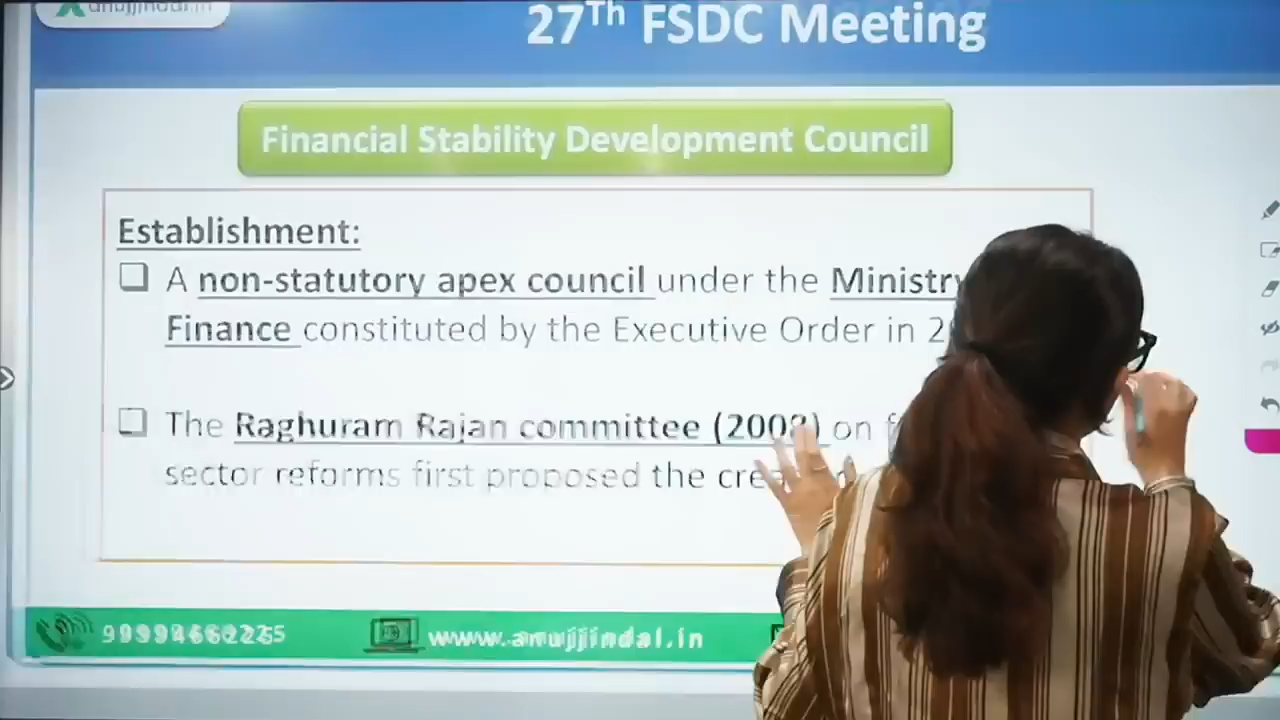 anujjindal.in
27Th FSDC Meeting
Financial Stability Development Council
Establishment:
A non-statutory apex council under the Ministry
Finance constituted by the Executive Order in
The Raghuram Rajan committee (2008) on
sector reforms first proposed the
www.anujjindal.in